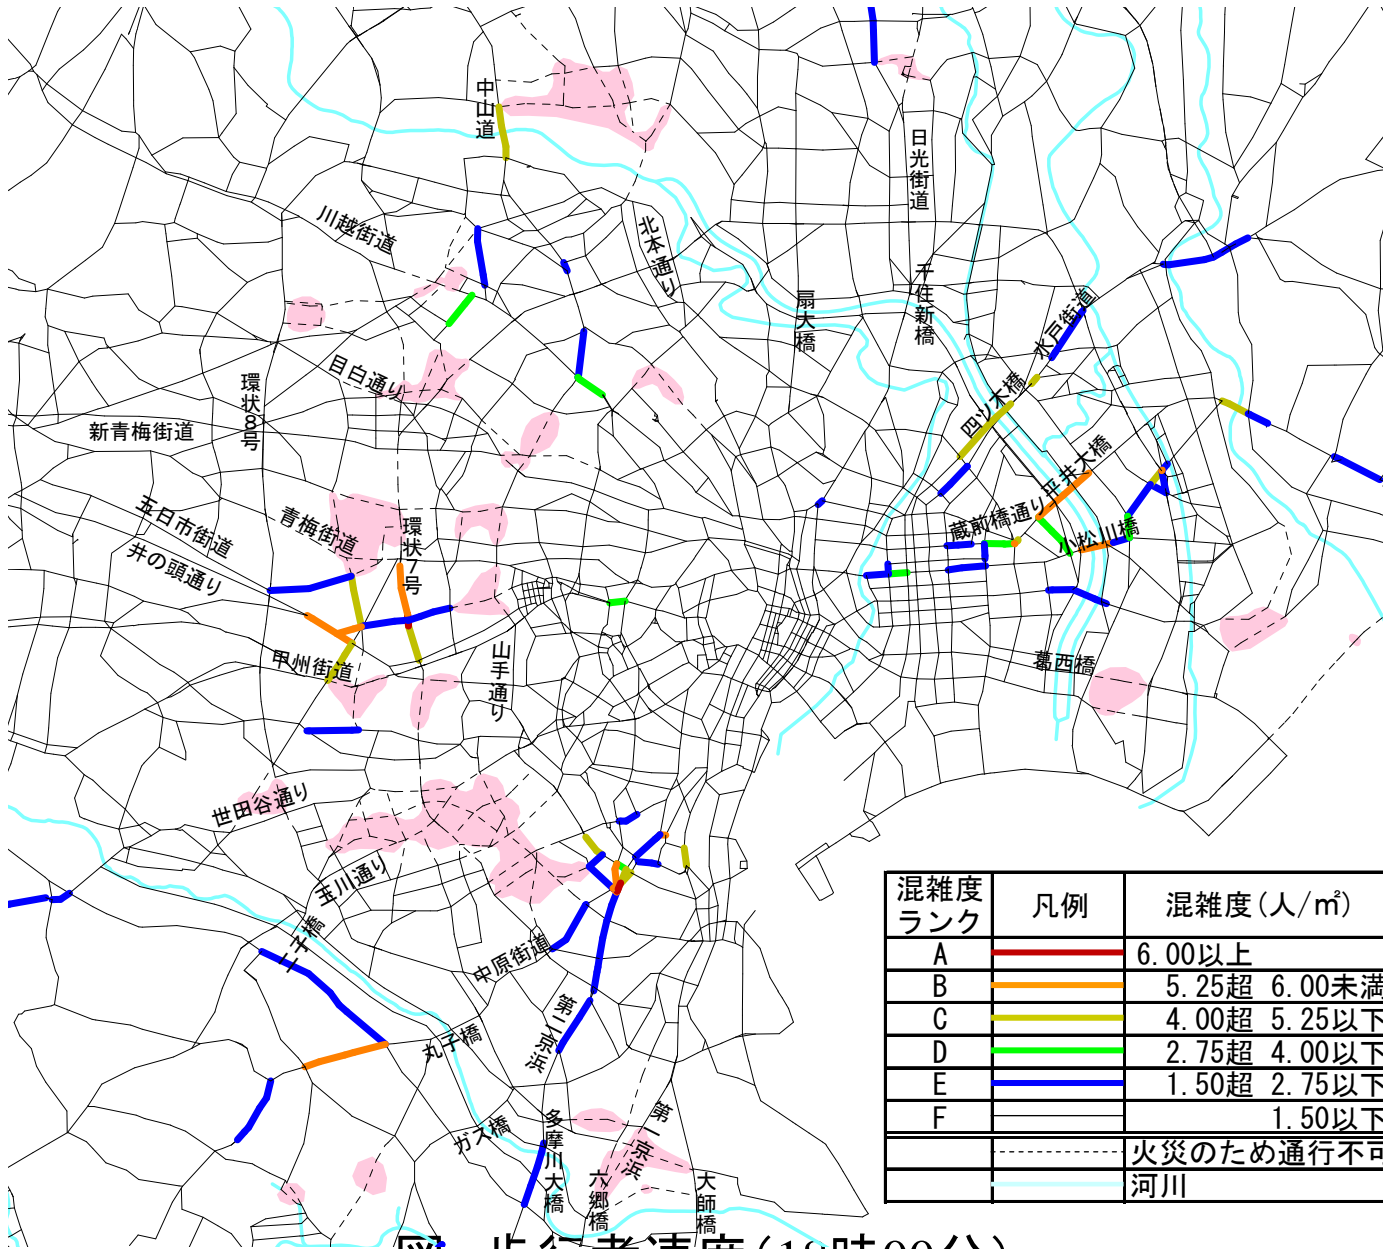 中山道
日光街道
川越街道
北本通り
千住新橋
扇大橋
水戸街道
目白通り
環状8号
四ツ木橋
新青梅街道
平井大橋
五日市街道
青梅街道
環状7号
蔵前橋通り
小松川橋
井の頭通り
甲州街道
山手通り
葛西橋
世田谷通り
玉川通り
二子橋
中原街道
第二京浜
丸子橋
ガス橋
多摩川大橋
第一京浜
六郷橋
大師橋
混雑度ランク 凡例 混雑度(人/㎡)
A 6.00以上
B 5.25超 6.00未満
C 4.00超 5.25以下
D 2.75超 4.00以下
E 1.50超 2.75以下
F 1.50以下
火災のため通行不可
河川